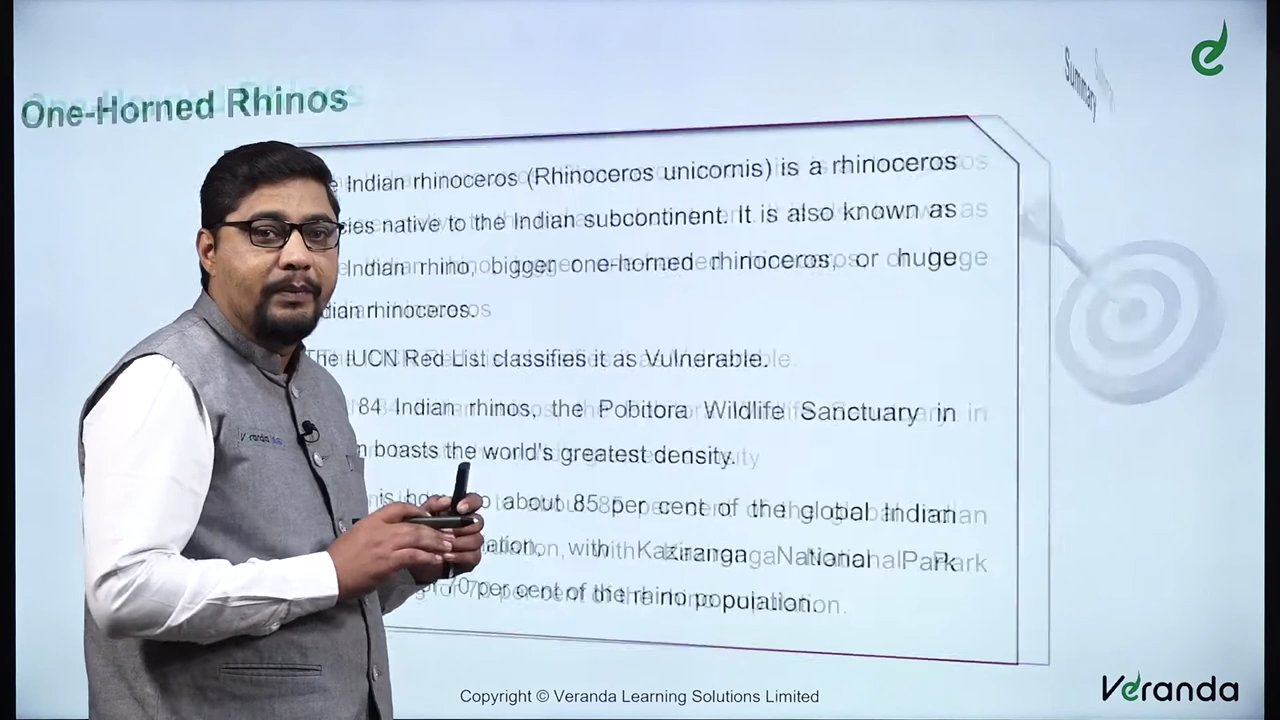 One-Horned Rhinos
Summary
Indian rhinoceros (Rhinoceros unicornis) is a rhinoceros
native to the Indian subcontinent. It is also known as
Indian rhino, bigger one-horned rhinoceros, or huge
rhinoceros.
The IUCN Red List classifies it as Vulnerable.
84 Indian rhinos, the Pobitora Wildlife Sanctuary in
boasts the world's greatest density.
is about 85 per cent of the global Indian
with Kaziranga National Park
70 per cent of the rhino population.
Veranda
Copyright © Veranda Learning Solutions Limited
Veranda